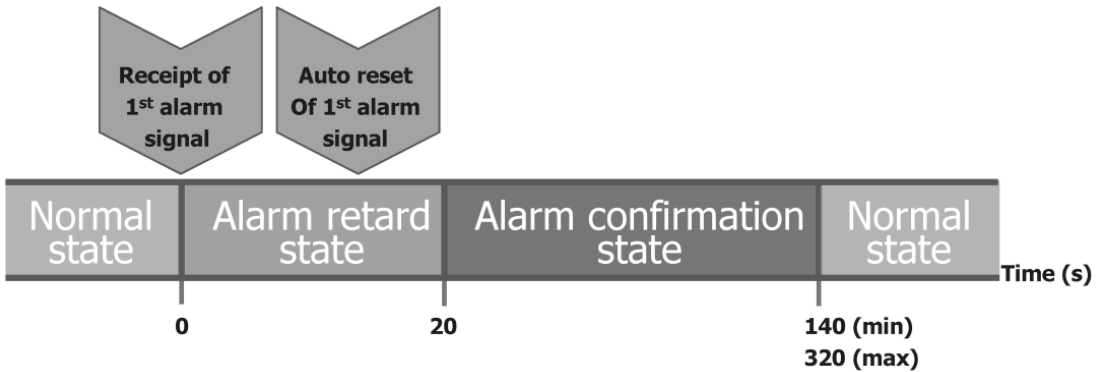 Receipt of
1st alarm
signal
Auto reset
Of 1st alarm
signal
Normal
state
Alarm retard
state
Alarm confirmation
state
Normal
state
Time (s)
0
20
140 (min)
320 (max)